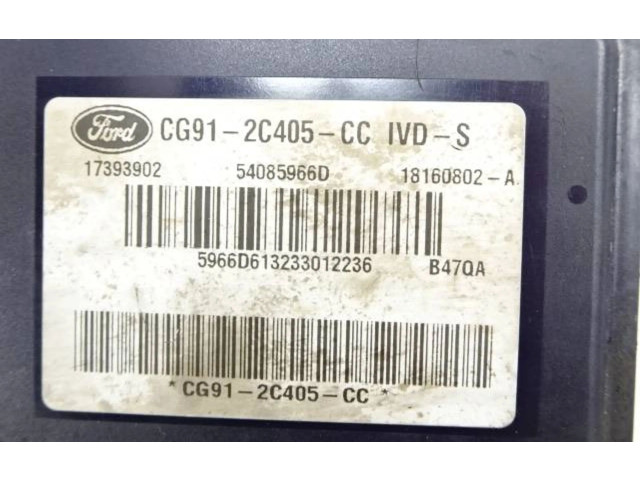 Ford CG91-2C405-CC IVD-S
17393902 54085966D 18160802-A
5966D613233012236 B47QA
*CG91-2C405-CC*